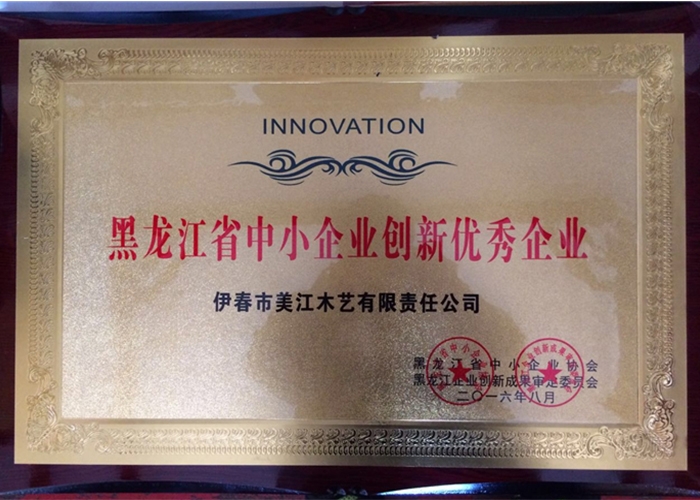 INNOVATION
黑龙江省中小企业创新优秀企业
伊春市美江木艺有限责任公司
黑龙江省中小企业协会
黑龙江企业创新成果审定委员会
二〇一六年八月